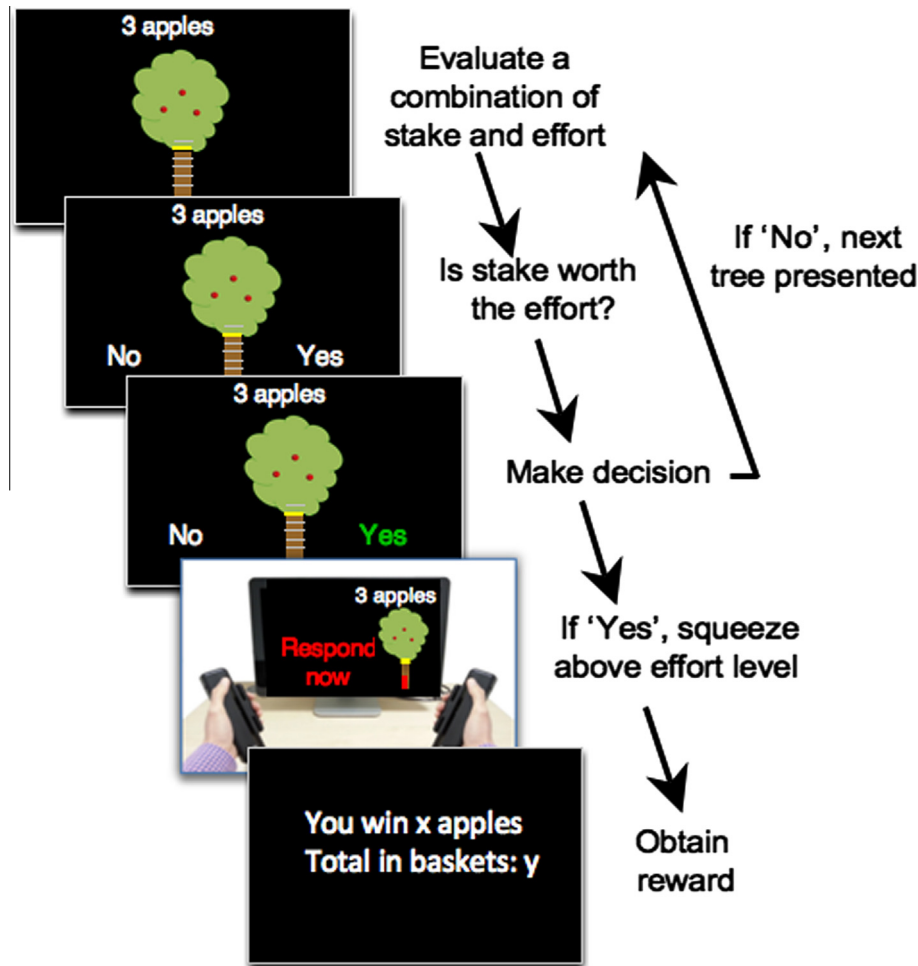 3 apples
3 apples
No
Yes
3 apples
No
Yes
3 apples
Respond
now
You win x apples
Total in baskets: y
Evaluate a
combination of
stake and effort
Is stake worth
the effort?
Make decision
If ‘No’, next
tree presented
If ‘Yes’, squeeze
above effort level
Obtain
reward